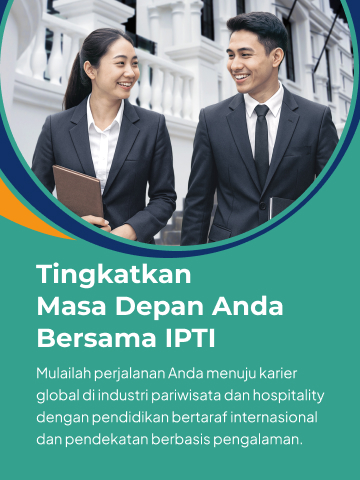 Tingkatkan
Masa Depan Anda
Bersama IPTI
Mulailah perjalanan Anda menuju karier
global di industri pariwisata dan hospitality
dengan pendidikan bertaraf internasional
dan pendekatan berbasis pengalaman.